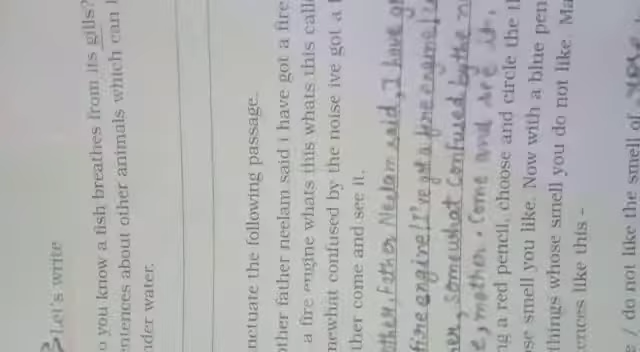 Let's write
o you know a fish breathes from its gills?
entences about other animals which can l
nder water.
nctuate the following passage.
other father neelam said i have got a fire
a fire engine whats this whats this calle
newhat confused by the noise ive got a f
ther come and see it.
ther, Father Neelam said, I have go
fire engine! I've got a fire engine!
er, somewhat confused by the n
e, mother. Come and see it.
ng a red pencil, choose and circle the th
ose smell you like. Now with a blue pen
things whose smell you do not like. Ma
ences like this -
e / do not like the smell of